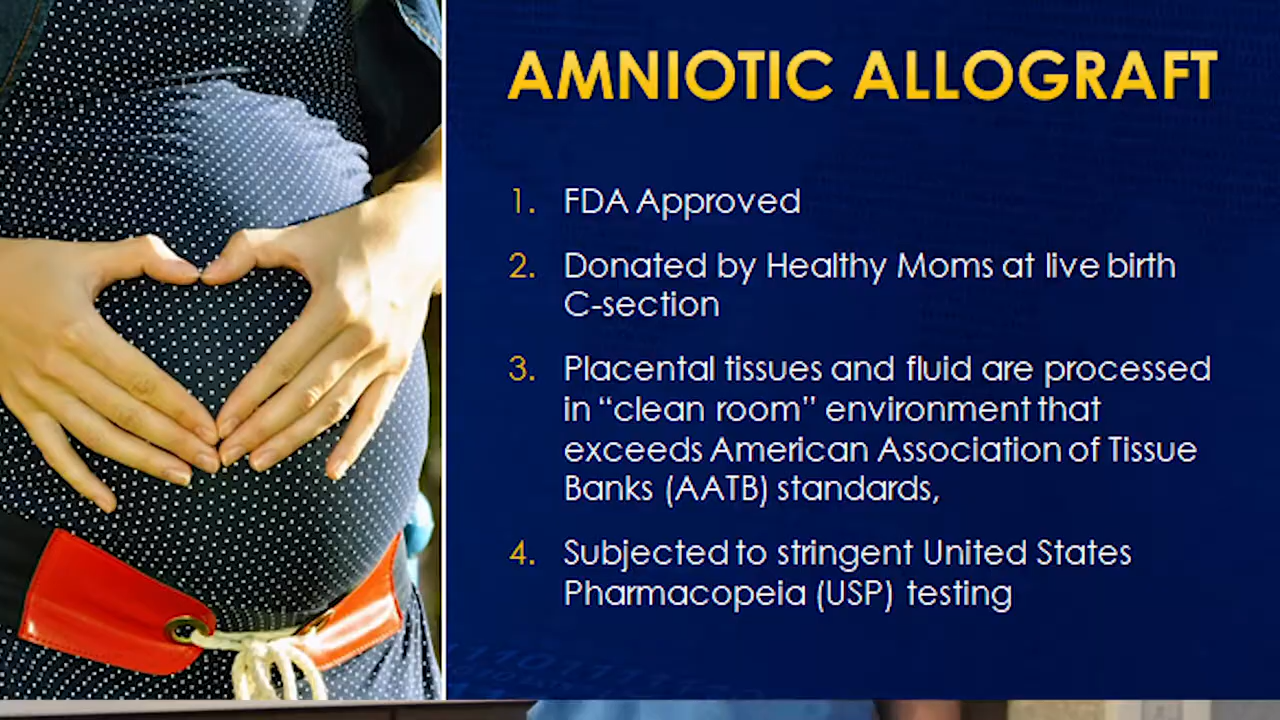 AMNIOTIC ALLOGRAFT
1. FDA Approved
2. Donated by Healthy Moms at live birth
C-section
3. Placental tissues and fluid are processed
in “clean room” environment that
exceeds American Association of Tissue
Banks (AATB) standards,
4. Subjected to stringent United States
Pharmacopeia (USP) testing